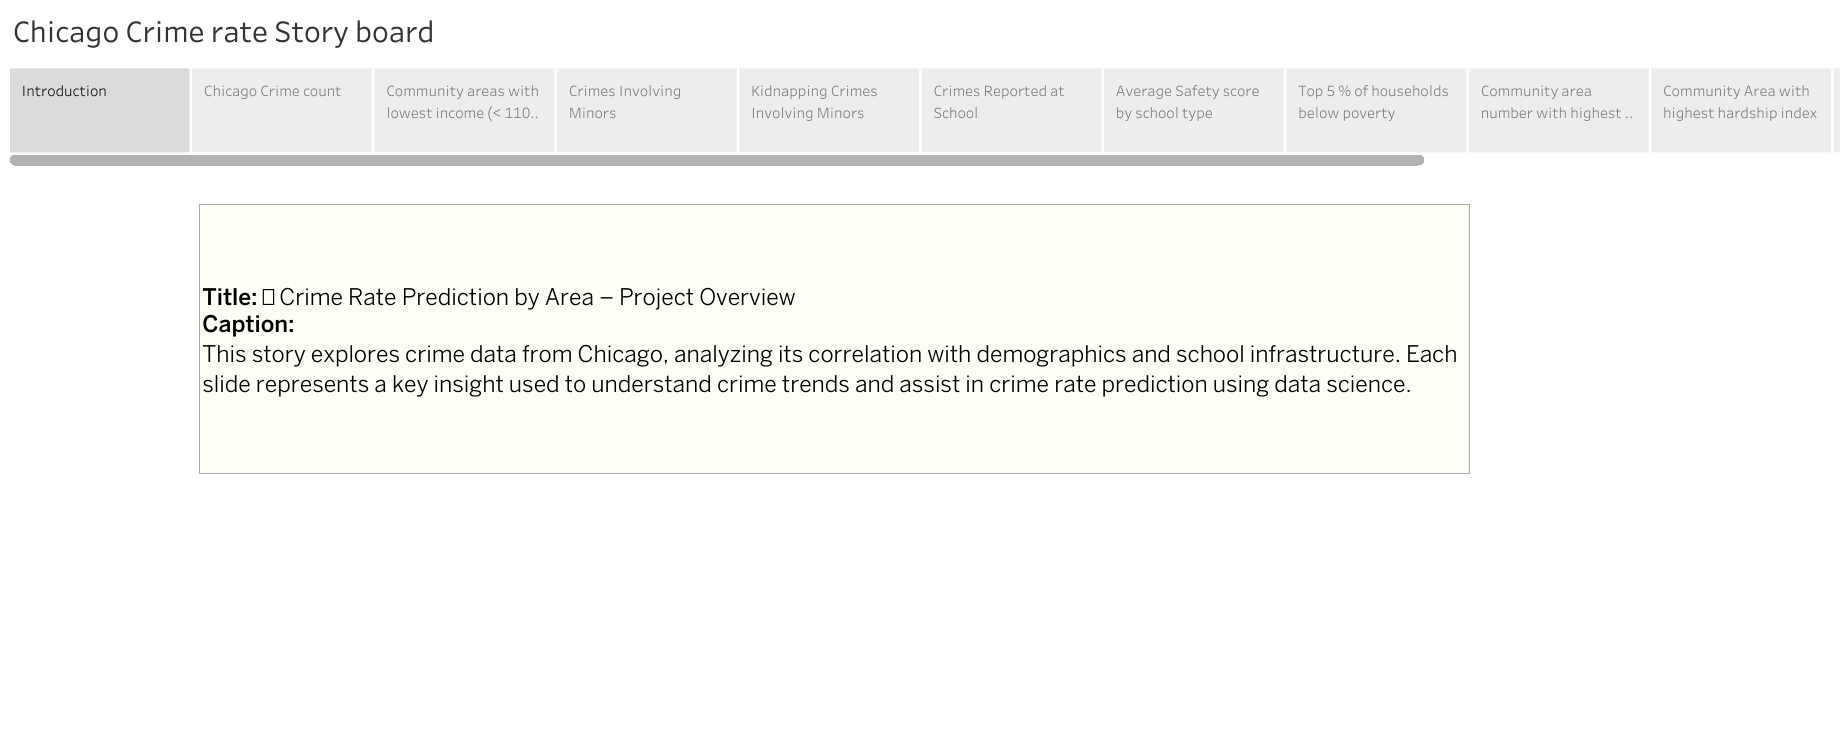 Chicago Crime rate Story board
Introduction
Chicago Crime count
Community areas with
lowest income (< 110..
Crimes Involving
Minors
Kidnapping Crimes
Involving Minors
Crimes Reported at
School
Average Safety score
by school type
Top 5 % of households
below poverty
Community area
number with highest ..
Community Area with
highest hardship index
Title: Crime Rate Prediction by Area – Project Overview
Caption:
This story explores crime data from Chicago, analyzing its correlation with demographics and school infrastructure. Each
slide represents a key insight used to understand crime trends and assist in crime rate prediction using data science.